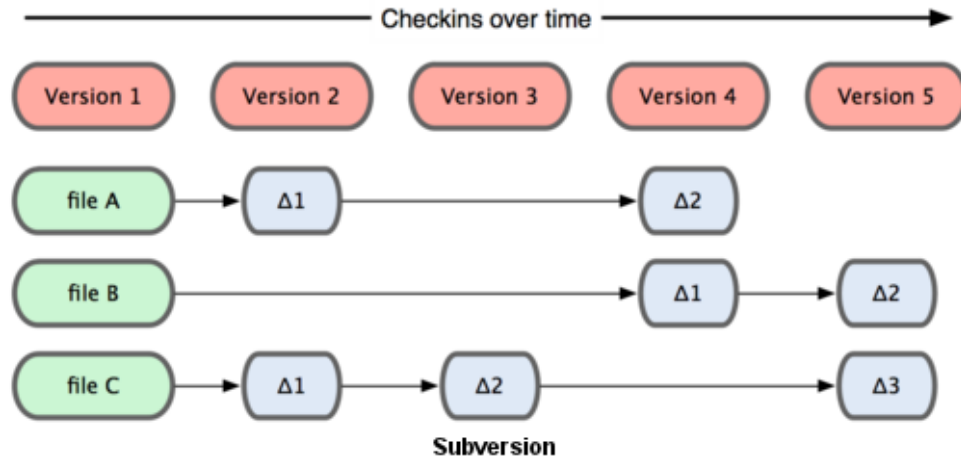 Checkins over time
Version 1 Version 2 Version 3 Version 4 Version 5
file A Δ1 Δ2
file B Δ1 Δ2
file C Δ1 Δ2 Δ3
Subversion